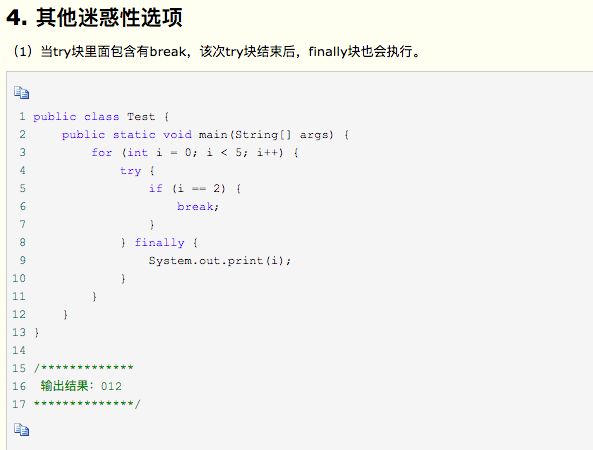 4. 其他迷惑性选项
（1）当try块里面包含有break，该次try块结束后，finally块也会执行。
1 public class Test {
2     public static void main(String[] args) {
3         for (int i = 0; i < 5; i++) {
4             try {
5                 if (i == 2) {
6                     break;
7                 }
8             } finally {
9                 System.out.print(i);
10             }
11         }
12     }
13 }
14
15 /*************
16  输出结果：012
17 **************/